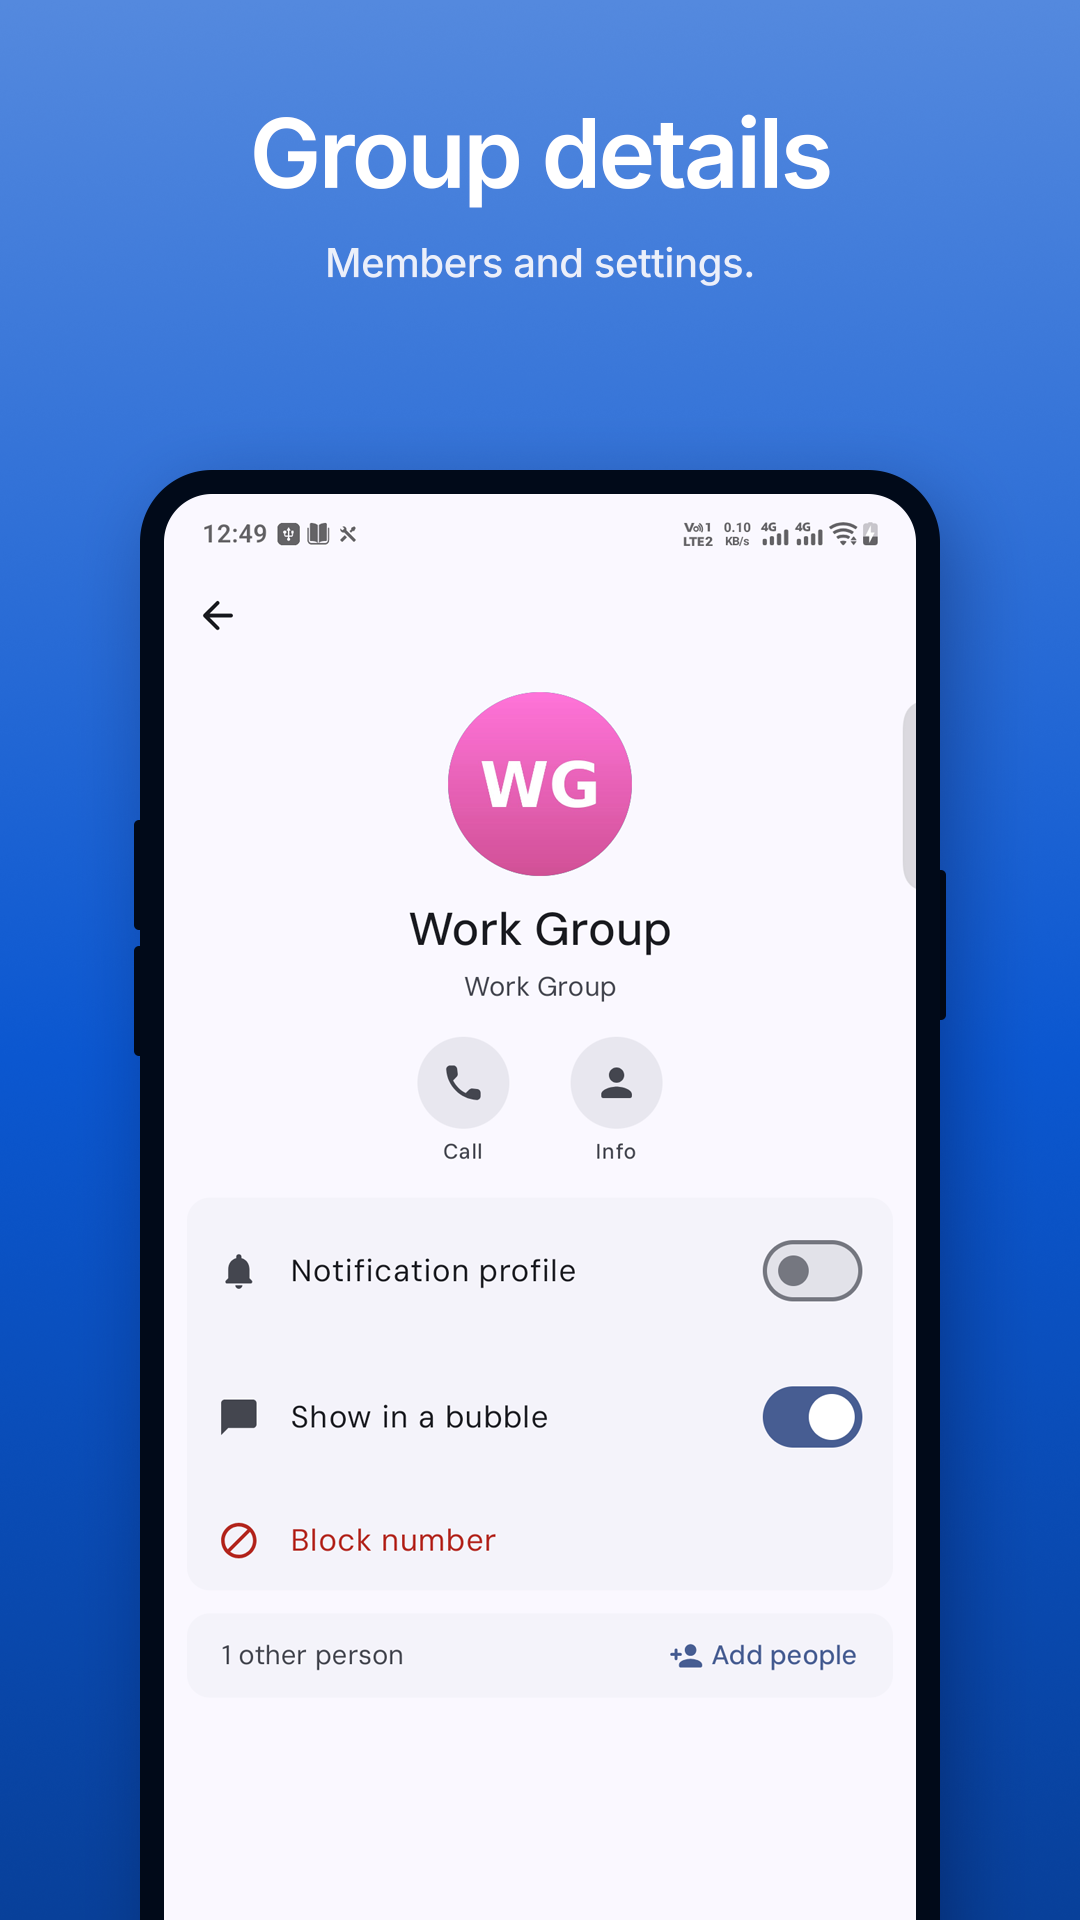 Group details
Members and settings.
12:49
Vo)) 1
LTE2
0.10
KB/s
4G
4G
WG
Work Group
Work Group
Call
Info
Notification profile
Show in a bubble
Block number
1 other person
Add people